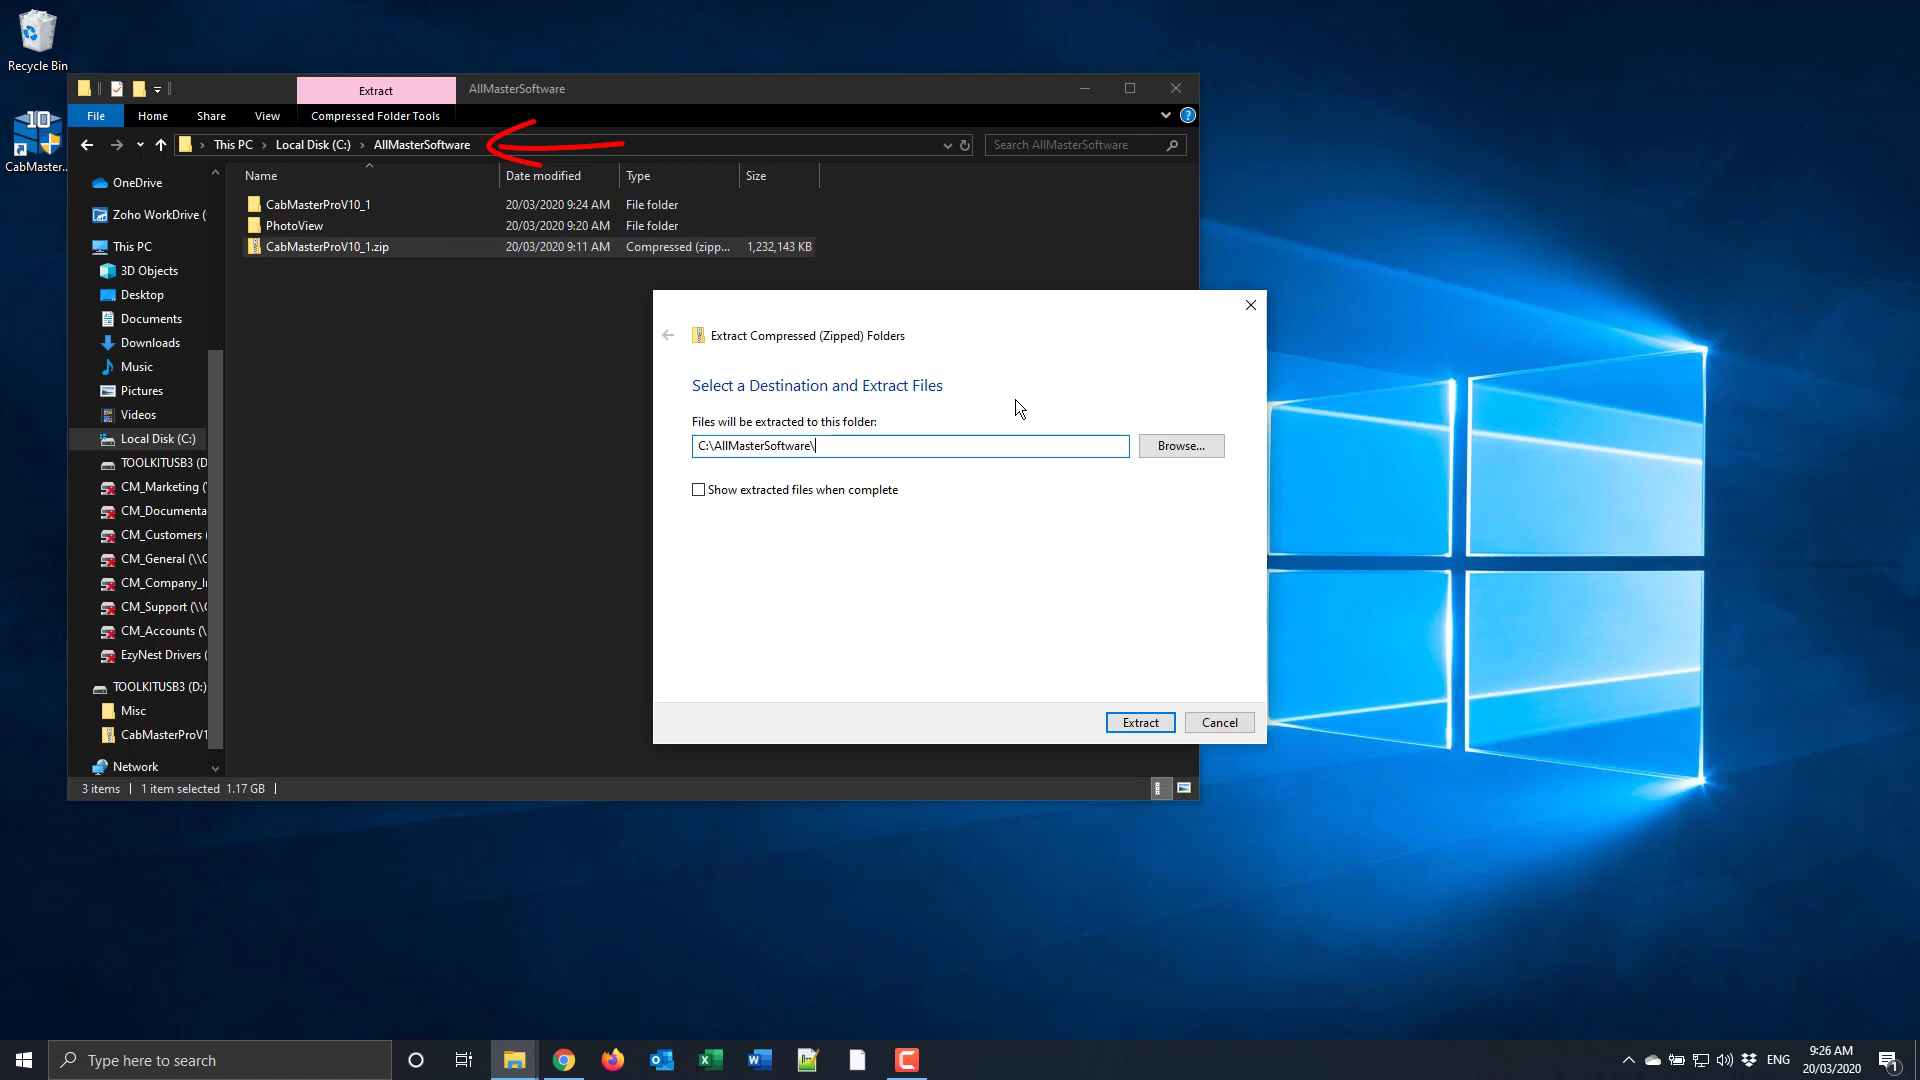 Recycle Bin
CabMaster...
Extract
AllMasterSoftware
File
Home
Share
View
Compressed Folder Tools
This PC > Local Disk (C:) > AllMasterSoftware
Search AllMasterSoftware
Name
Date modified
Type
Size
CabMasterProV10_1 20/03/2020 9:24 AM File folder
PhotoView 20/03/2020 9:20 AM File folder
CabMasterProV10_1.zip 20/03/2020 9:11 AM Compressed (zipp... 1,232,143 KB
OneDrive
Zoho WorkDrive (
This PC
3D Objects
Desktop
Documents
Downloads
Music
Pictures
Videos
Local Disk (C:)
TOOLKITUSB3 (D
CM_Marketing (
CM_Documenta
CM_Customers (
CM_General (\\C
CM_Company_I
CM_Support (\\C
CM_Accounts (\
EzyNest Drivers (
TOOLKITUSB3 (D:)
Misc
CabMasterProV1
Network
3 items
1 item selected 1.17 GB
Extract Compressed (Zipped) Folders
Select a Destination and Extract Files
Files will be extracted to this folder:
C:\AllMasterSoftware\
Browse...
Show extracted files when complete
Extract
Cancel
Type here to search
ENG
9:26 AM
20/03/2020
1